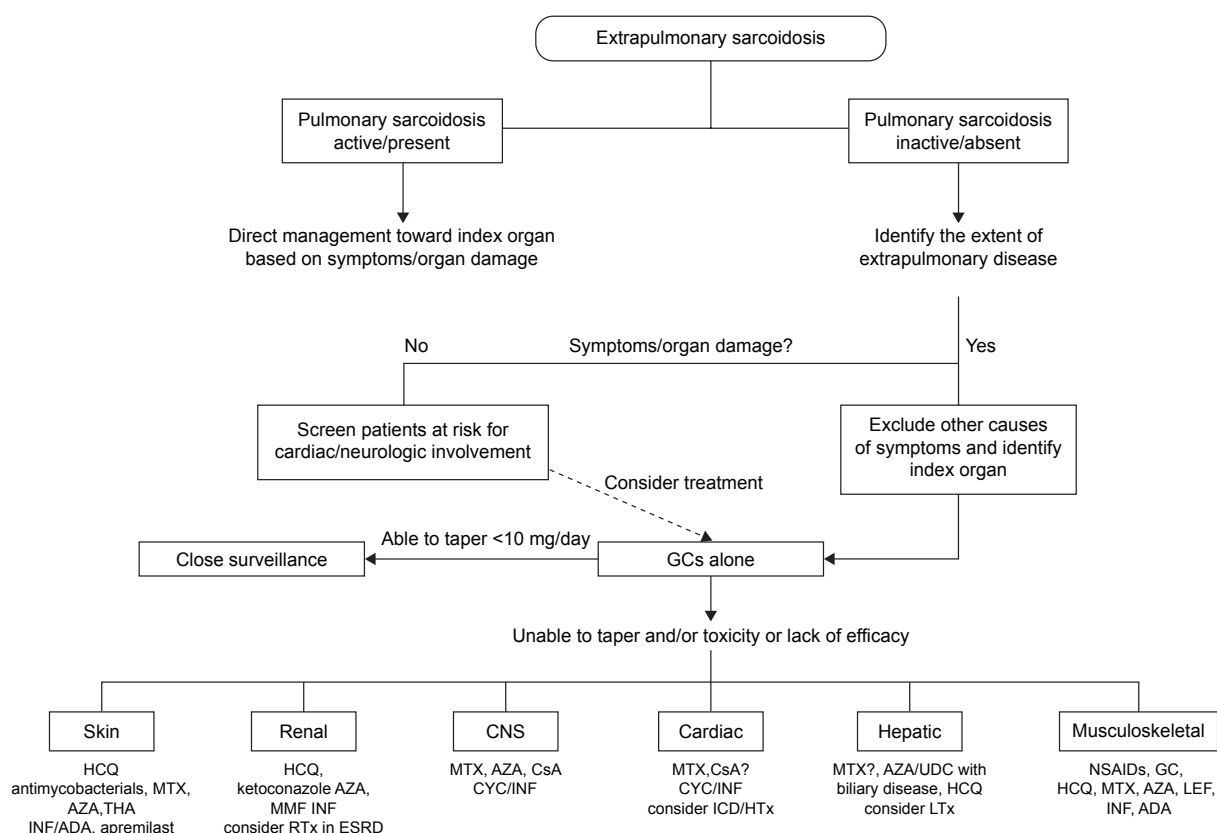 Extrapulmonary sarcoidosis
Pulmonary sarcoidosis
active/present
Pulmonary sarcoidosis
inactive/absent
Direct management toward index organ
based on symptoms/organ damage
Identify the extent of
extrapulmonary disease
No
Symptoms/organ damage?
Yes
Screen patients at risk for
cardiac/neurologic involvement
Exclude other causes
of symptoms and identify
index organ
Consider treatment
Close surveillance
Able to taper <10 mg/day
GCs alone
Unable to taper and/or toxicity or lack of efficacy
Skin
HCQ
antimycobacterials, MTX,
AZA,THA
INF/ADA, apremilast
Renal
HCQ,
ketoconazole AZA,
MMF INF
consider RTx in ESRD
CNS
MTX, AZA, CsA
CYC/INF
Cardiac
MTX,CsA?
CYC/INF
consider ICD/HTx
Hepatic
MTX?, AZA/UDC with
biliary disease, HCQ
consider LTx
Musculoskeletal
NSAIDs, GC,
HCQ, MTX, AZA, LEF,
INF, ADA